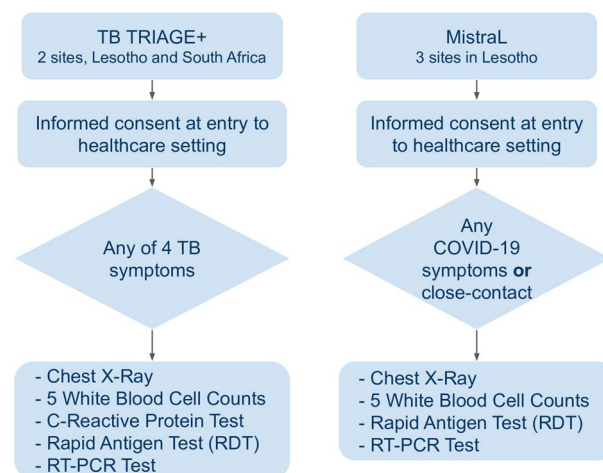 TB TRIAGE+
2 sites, Lesotho and South Africa
Informed consent at entry to
healthcare setting
Any of 4 TB
symptoms
- Chest X-Ray
- 5 White Blood Cell Counts
- C-Reactive Protein Test
- Rapid Antigen Test (RDT)
- RT-PCR Test
MistraL
3 sites in Lesotho
Informed consent at entry
to healthcare setting
Any
COVID-19
symptoms or
close-contact
- Chest X-Ray
- 5 White Blood Cell Counts
- Rapid Antigen Test (RDT)
- RT-PCR Test